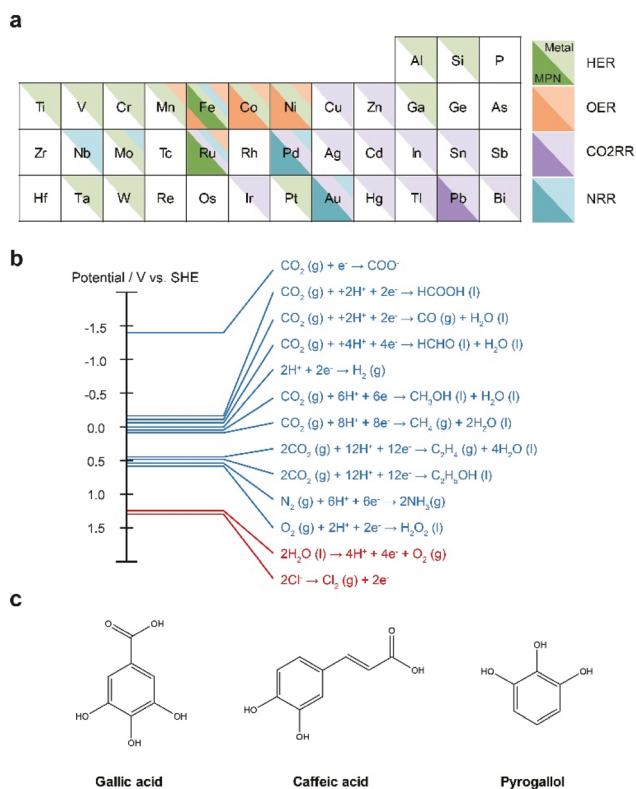 a
Al Si P
Ti V Cr Mn Fe Co Ni Cu Zn Ga Ge As
Zr Nb Mo Tc Ru Rh Pd Ag Cd In Sn Sb
Hf Ta W Re Os Ir Pt Au Hg Tl Pb Bi
Metal
MPN
HER
OER
CO2RR
NRR
b
Potential / V vs. SHE
-1.5
-1.0
-0.5
0.0
0.5
1.0
1.5
CO₂ (g) + e⁻ → COO⁻
CO₂ (g) + +2H⁺ + 2e⁻ → HCOOH (l)
CO₂ (g) + +2H⁺ + 2e⁻ → CO (g) + H₂O (l)
CO₂ (g) + +4H⁺ + 4e⁻ → HCHO (l) + H₂O (l)
2H⁺ + 2e⁻ → H₂ (g)
CO₂ (g) + 6H⁺ + 6e → CH₃OH (l) + H₂O (l)
CO₂ (g) + 8H⁺ + 8e⁻ → CH₄ (g) + 2H₂O (l)
2CO₂ (g) + 12H⁺ + 12e⁻ → C₂H₄ (g) + 4H₂O (l)
2CO₂ (g) + 12H⁺ + 12e⁻ → C₂H₅OH (l)
N₂ (g) + 6H⁺ + 6e⁻ → 2NH₃(g)
O₂ (g) + 2H⁺ + 2e⁻ → H₂O₂ (l)
2H₂O (l) → 4H⁺ + 4e⁻ + O₂ (g)
2Cl⁻ → Cl₂ (g) + 2e⁻
c
O OH
HO OH
OH
Gallic acid
O
OH
HO
OH
Caffeic acid
OH
HO OH
Pyrogallol